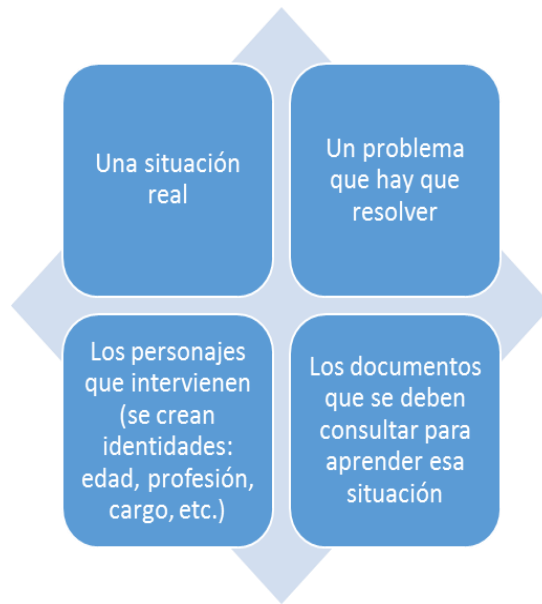 Una situación
real
Un problema
que hay que
resolver
Los personajes
que intervienen
(se crean
identidades:
edad, profesión,
cargo, etc.)
Los documentos
que se deben
consultar para
aprender esa
situación